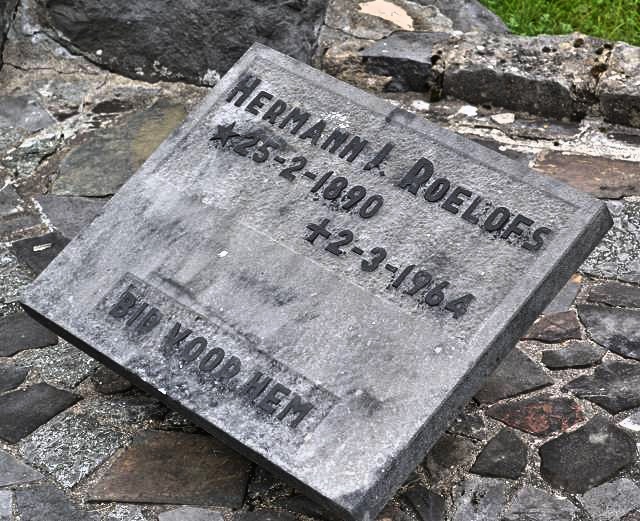 HERMANN J. ROELOFS
★25-2-1890
✝2-3-1964
BID VOOR HEM